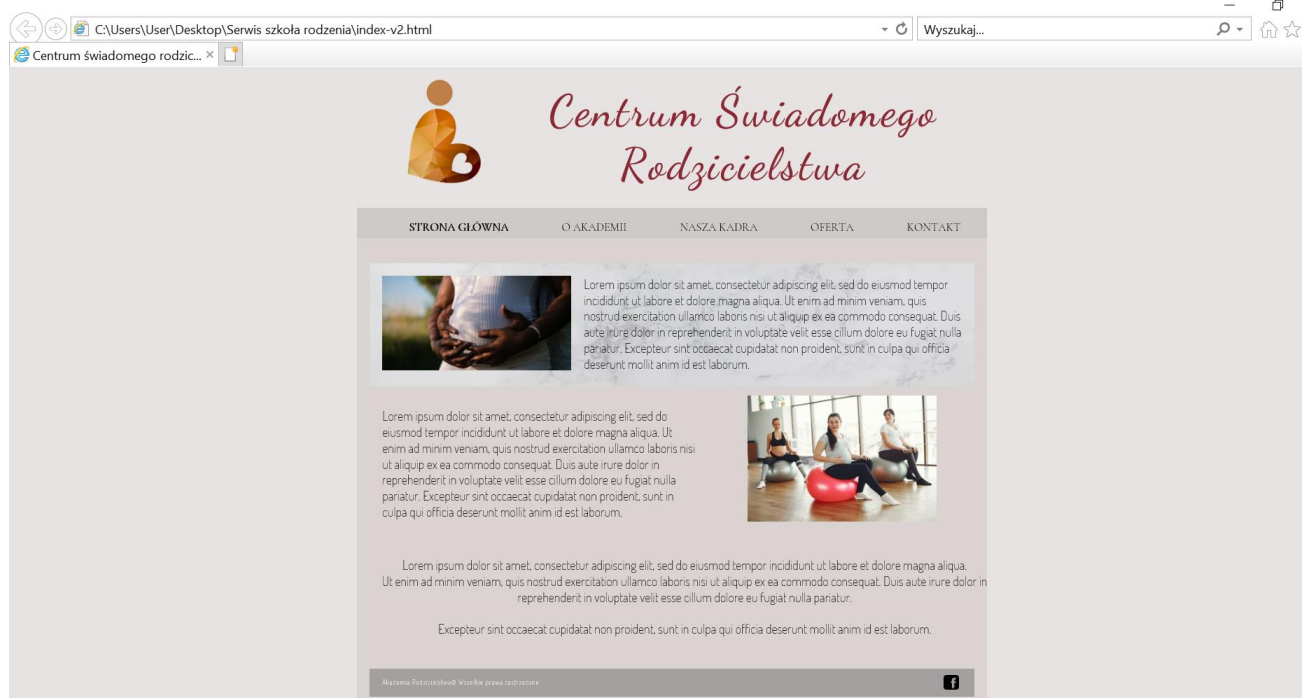 C:\Users\User\Desktop\Serwis szkoła rodzenia\index-v2.html
Wyszukaj...
Centrum świadomego rodzic...
Centrum Świadomego
Rodzicielstwa
STRONA GŁÓWNA O AKADEMII NASZA KADRA OFERTA KONTAKT
Lorem ipsum dolor sit amet, consectetur adipiscing elit, sed do eiusmod tempor
incididunt ut labore et dolore magna aliqua. Ut enim ad minim veniam, quis
nostrud exercitation ullamco laboris nisi ut aliquip ex ea commodo consequat. Duis
aute irure dolor in reprehenderit in voluptate velit esse cillum dolore eu fugiat nulla
pariatur. Excepteur sint occaecat cupidatat non proident, sunt in culpa qui officia
deserunt mollit anim id est laborum.
Lorem ipsum dolor sit amet, consectetur adipiscing elit, sed do
eiusmod tempor incididunt ut labore et dolore magna aliqua. Ut
enim ad minim veniam, quis nostrud exercitation ullamco laboris nisi
ut aliquip ex ea commodo consequat. Duis aute irure dolor in
reprehenderit in voluptate velit esse cillum dolore eu fugiat nulla
pariatur. Excepteur sint occaecat cupidatat non proident, sunt in
culpa qui officia deserunt mollit anim id est laborum.
Lorem ipsum dolor sit amet, consectetur adipiscing elit, sed do eiusmod tempor incididunt ut labore et dolore magna aliqua.
Ut enim ad minim veniam, quis nostrud exercitation ullamco laboris nisi ut aliquip ex ea commodo consequat. Duis aute irure dolor in
reprehenderit in voluptate velit esse cillum dolore eu fugiat nulla pariatur.
Excepteur sint occaecat cupidatat non proident, sunt in culpa qui officia deserunt mollit anim id est laborum.
Akademia Rodzicielstwa© Wszelkie prawa zastrzeżone